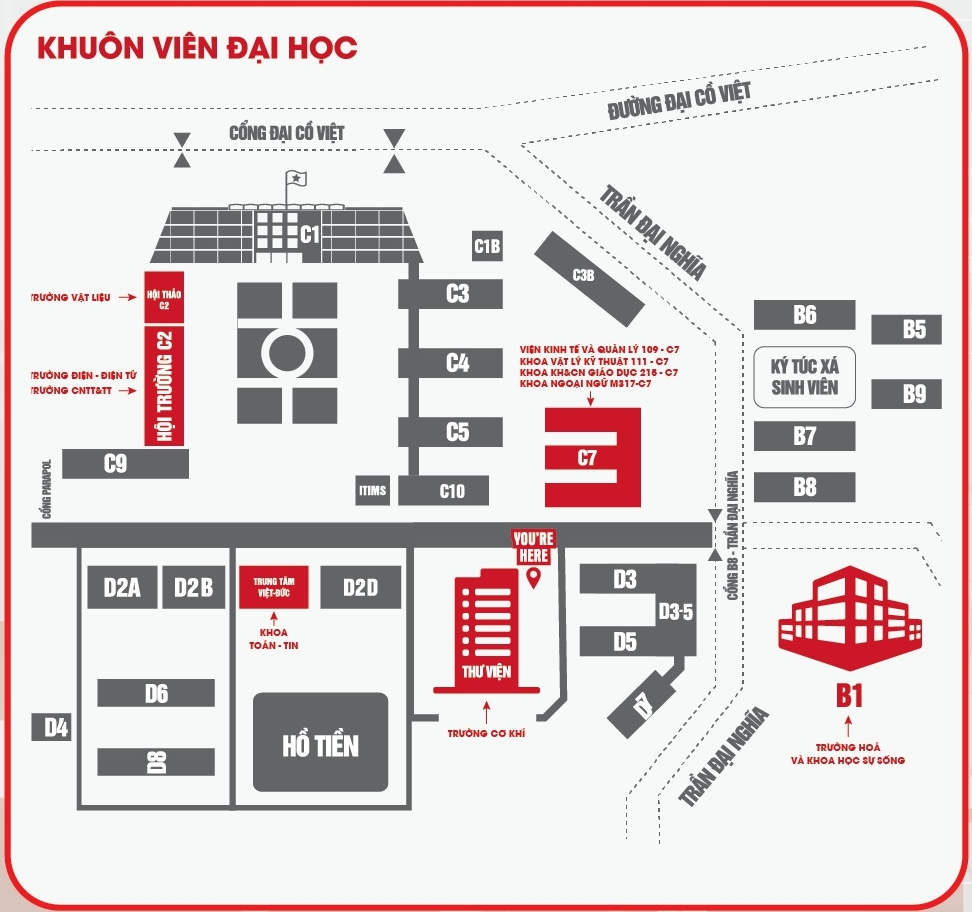 KHUÔN VIÊN ĐẠI HỌC
ĐƯỜNG ĐẠI CỒ VIỆT
CỔNG ĐẠI CỒ VIỆT
TRẦN ĐẠI NGHĨA
C1
C1B
C3B
HỘI THẢO
C2
TRƯỜNG VẬT LIỆU
C3
B6
B5
VIỆN KINH TẾ VÀ QUẢN LÝ 109 - C7
KHOA VẬT LÝ KỸ THUẬT 111 - C7
KHOA KH&CN GIÁO DỤC 215 - C7
KHOA NGOẠI NGỮ M317-C7
C4
KÝ TÚC XÁ
SINH VIÊN
TRƯỜNG ĐIỆN - ĐIỆN TỬ
TRƯỜNG CNTT&TT
HỘI TRƯỜNG C2
B9
C5
B7
C9
C7
CỔNG PARAPOL
ITIMS
C10
B8
CỔNG B8 - TRẦN ĐẠI NGHĨA
YOU'RE
HERE
D2A
D2B
TRUNG TÂM
VIỆT-ĐỨC
D2D
D3
D3-5
D5
KHOA
TOÁN - TIN
THƯ VIỆN
D6
B1
D7
D4
HỒ TIỀN
TRƯỜNG CƠ KHÍ
D8
TRẦN ĐẠI NGHĨA
TRƯỜNG HOÁ
VÀ KHOA HỌC SỰ SỐNG